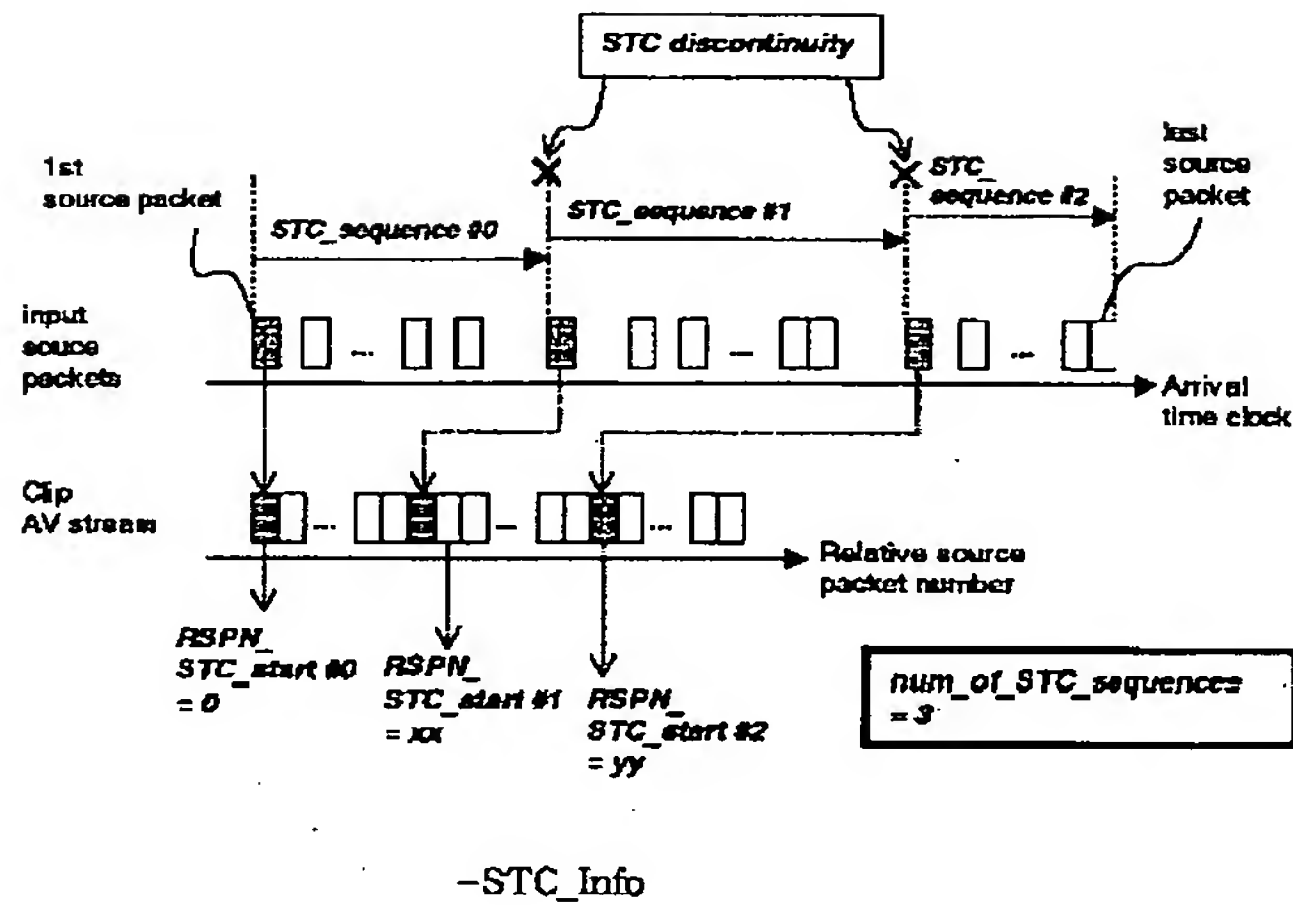 STC discontinuity
1st
source packet
last
source
packet
STC_
sequence #2
STC_sequence #1
STC_sequence #0
input
souce
packets
...
...
...
Arrival
time clock
Clip
AV stream
...
...
...
Relative source
packet number
RSPN_
STC_start #0
= 0
RSPN_
STC_start #1
= xx
RSPN_
STC_start #2
= yy
num_of_STC_sequences
= 3
–STC_Info